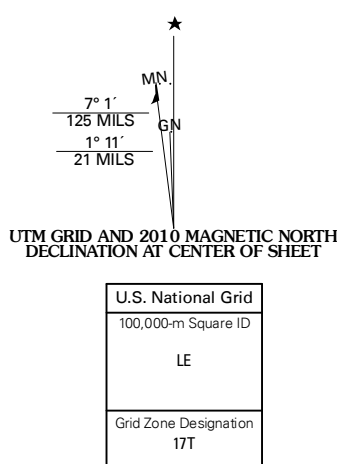 ★
M.N.
7° 1´
125 MILS
GN
1° 11´
21 MILS
UTM GRID AND 2010 MAGNETIC NORTH
DECLINATION AT CENTER OF SHEET
U.S. National Grid
100,000-m Square ID
LE
Grid Zone Designation
17T